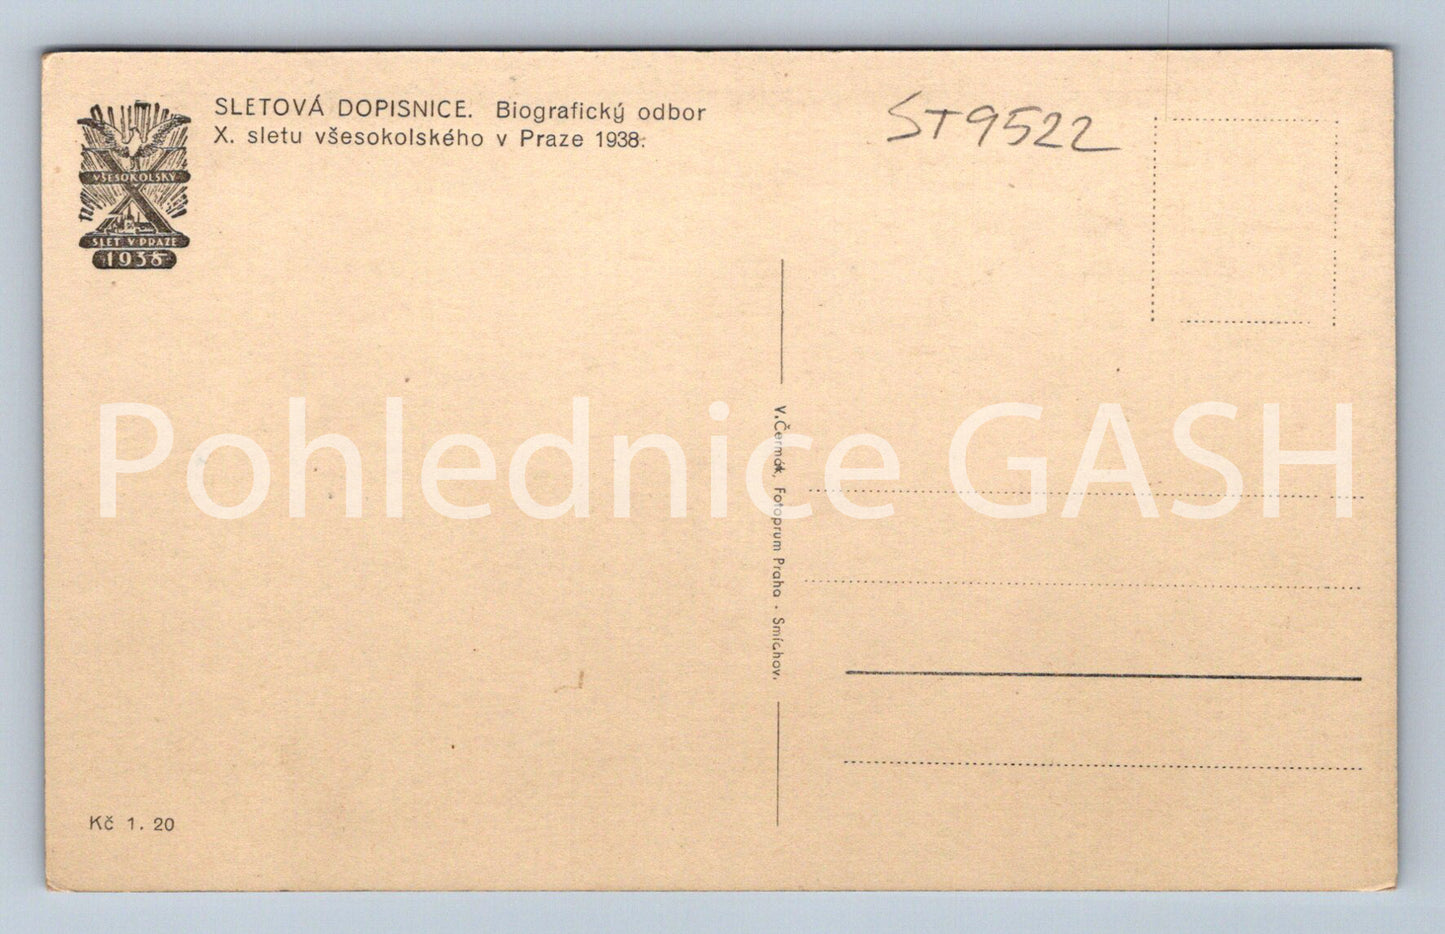 SLETOVÁ DOPISNICE. Biografický odbor
X. sletu všesokolského v Praze 1938.
VŠESOKOLSKÝ
X
SLET V PRAZE
1938
ST9522
V. Čermák, Fotoprum Praha - Smíchov.
Pohlednice GASH
Kč 1.20